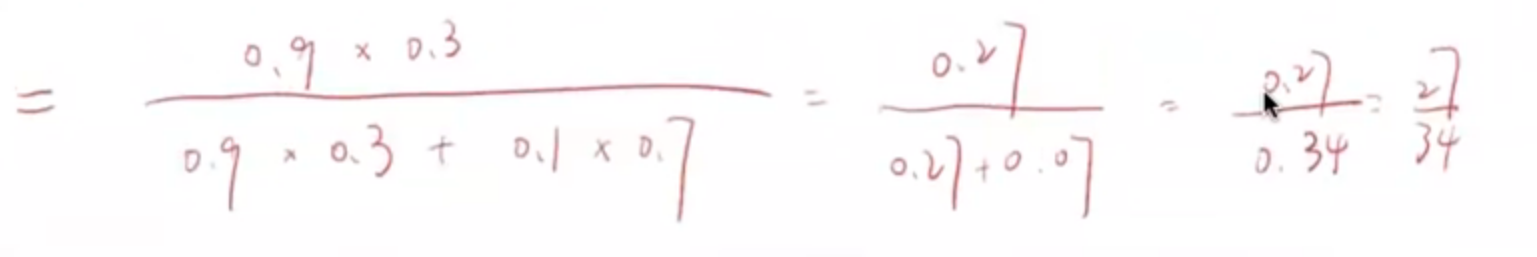 = (0.9 × 0.3) / (0.9 × 0.3 + 0.1 × 0.7) = 0.27 / (0.27 + 0.07) = 0.27 / 0.34 = 27 / 34